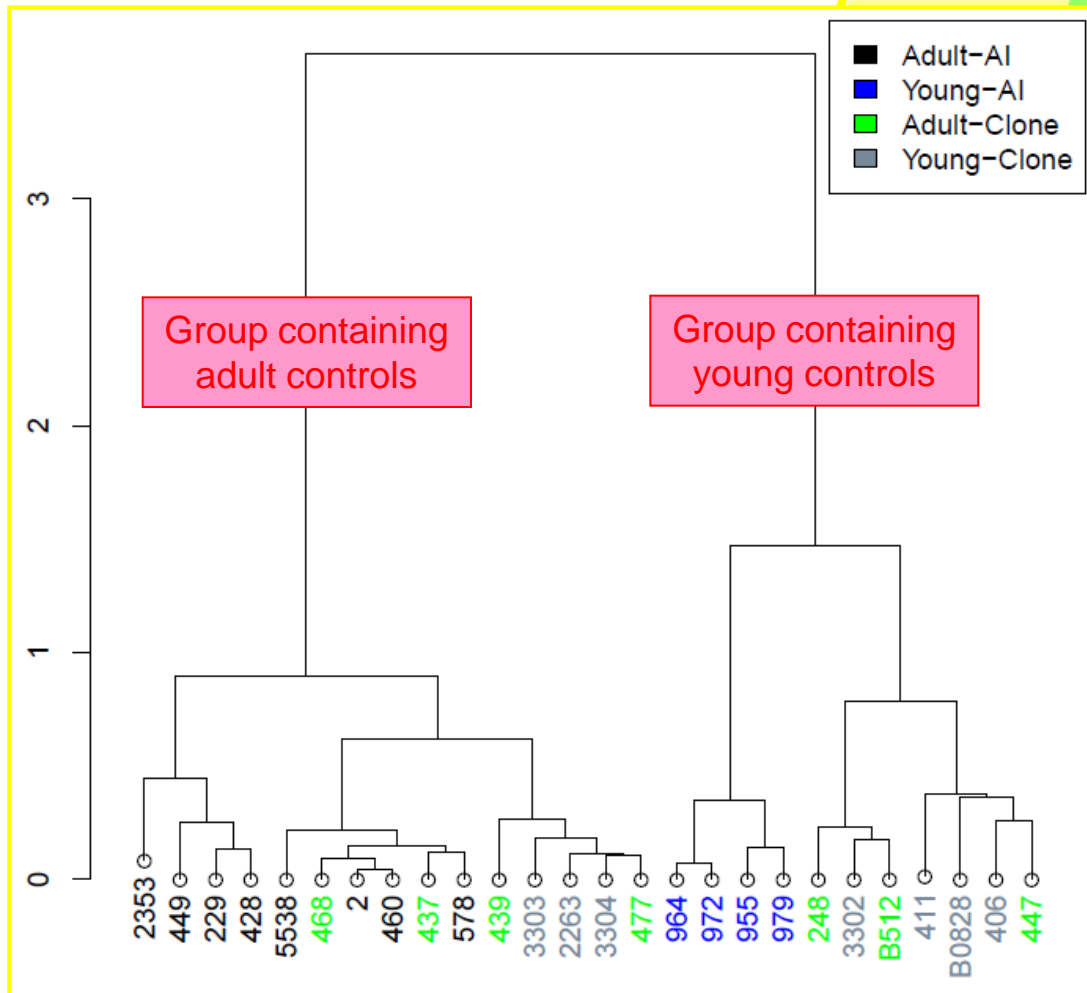 Adult-AI
Young-AI
Adult-Clone
Young-Clone
3
2
1
0
Group containing
adult controls
Group containing
young controls
2353
449
229
428
5538
468
2
460
437
578
439
3303
2263
3304
477
964
972
955
979
248
3302
B512
411
B0828
406
447